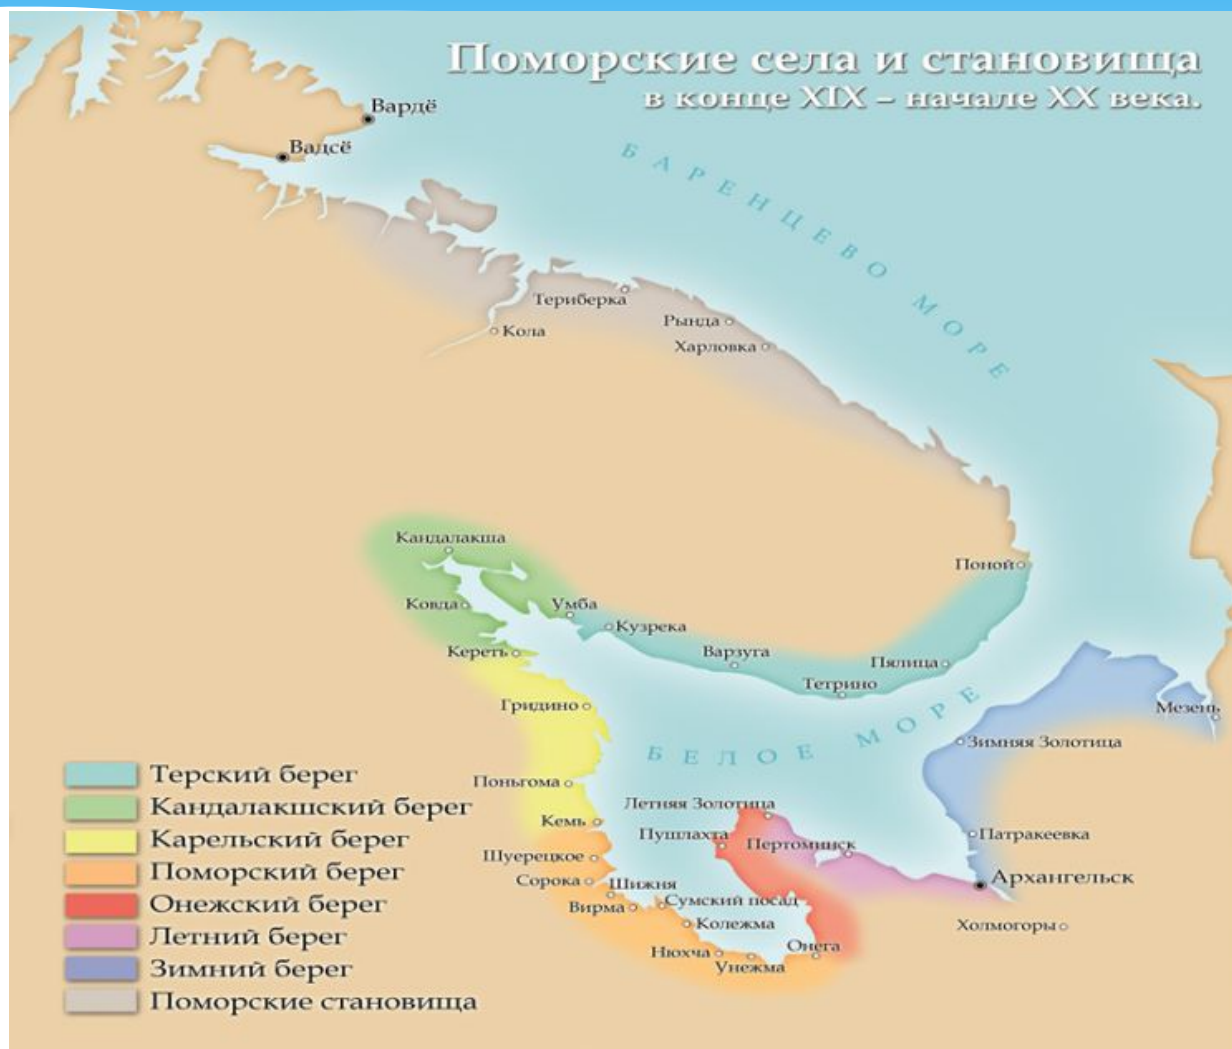 Поморские села и становища
в конце XIX – начале XX века.
Вардё
Вадсё
БАРЕНЦЕВО МОРЕ
Териберка
Рында
Кола
Харловка
Кандалакша
Поной
Ковда
Умба
Кузрека
Кереть
Варзуга
Пялица
Тетрино
Гридино
Мезень
БЕЛОЕ МОРЕ
Зимняя Золотица
Поньгома
Летняя Золотица
Кемь
Пушлахта
Патракеевка
Пертоминск
Шуерецкое
Сорока
Шижня
Архангельск
Вирма
Сумский посад
Колежма
Холмогоры
Нюхча
Онега
Унежма
Терский берег
Кандалакшский берег
Карельский берег
Поморский берег
Онежский берег
Летний берег
Зимний берег
Поморские становища